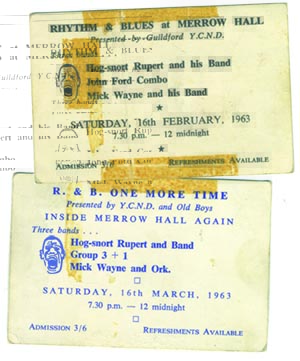 RHYTHM & BLUES AT MERROW HALL
Presented by Guildford Y.C.N.D.
Hog-snort Rupert and his Band
John Ford Combo
Mick Wayne and his Band
SATURDAY, 16th FEBRUARY, 1963
7.30 p.m. — 12 midnight
ADMISSION 3/6 REFRESHMENTS AVAILABLE
R. & B. ONE MORE TIME
Presented by Y.C.N.D. and Old Boys
INSIDE MERROW HALL AGAIN
Three bands . . .
Hog-snort Rupert and Band
Group 3 + 1
Mick Wayne and Ork.
SATURDAY, 16th MARCH, 1963
7.30 p.m. — 12 midnight
ADMISSION 3/6 REFRESHMENTS AVAILABLE